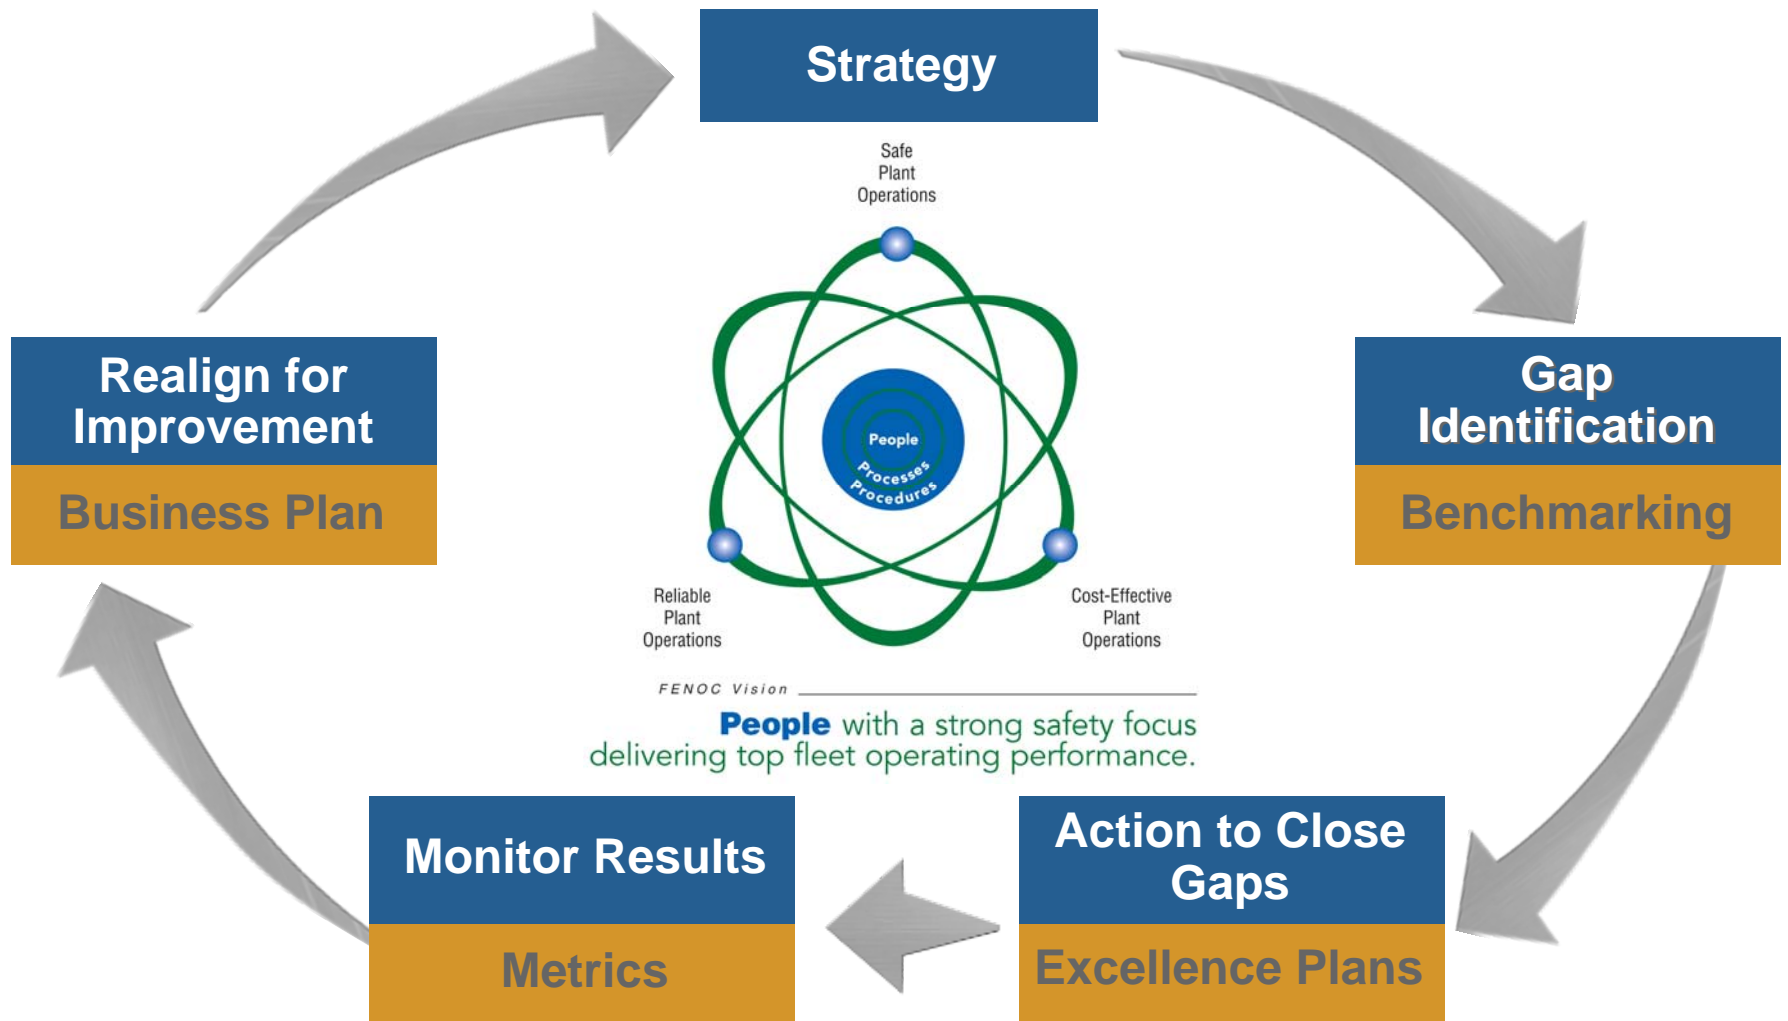 Strategy
Safe
Plant
Operations
Realign for
Improvement
Business Plan
Gap
Identification
Benchmarking
People
Processes
Procedures
Reliable
Plant
Operations
Cost-Effective
Plant
Operations
FENOC Vision
People with a strong safety focus
delivering top fleet operating performance.
Monitor Results
Metrics
Action to Close
Gaps
Excellence Plans